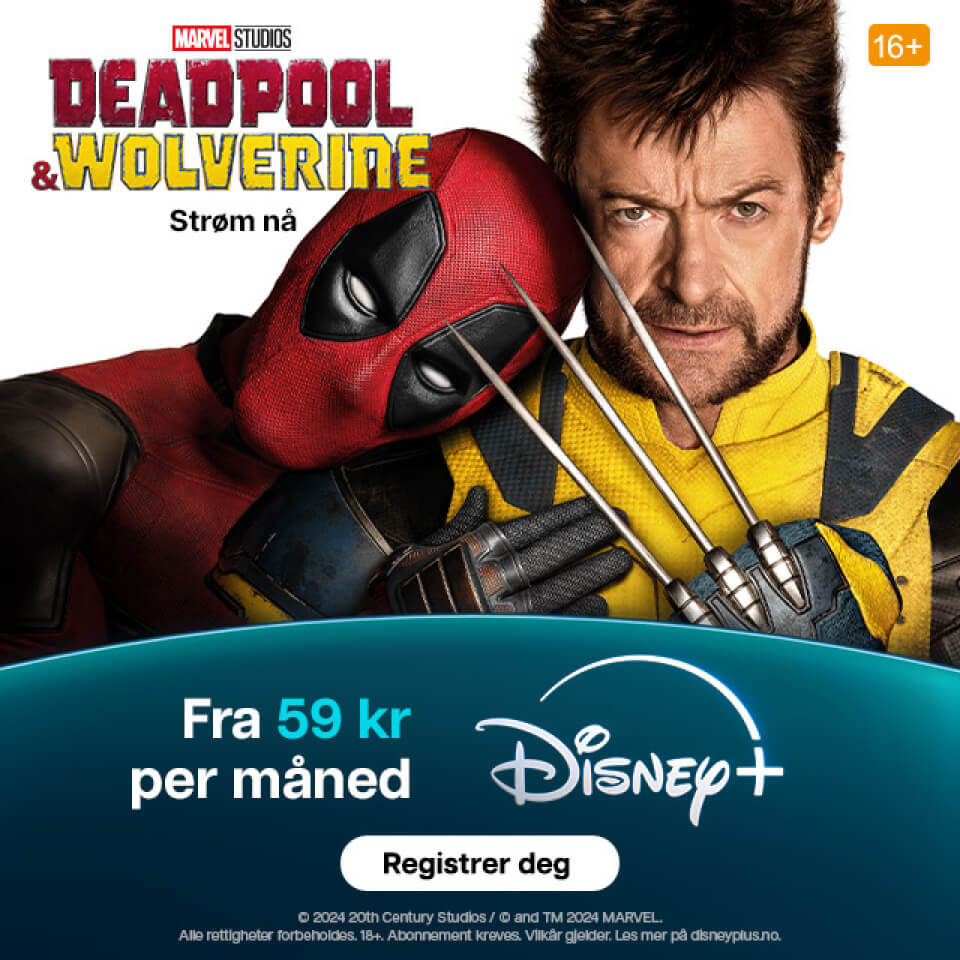 MARVEL STUDIOS
16+
DEADPOOL
&WOLVERINE
Strøm nå
Fra 59 kr
per måned
Disney+
Registrer deg
© 2024 20th Century Studios / © and TM 2024 MARVEL.
Alle rettigheter forbeholdes. 18+. Abonnement kreves. Vilkår gjelder. Les mer på disneyplus.no.